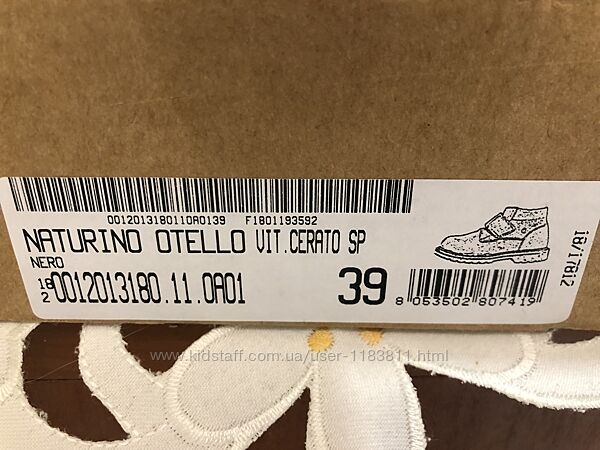 0012013180110A0139 F1801193592
NATURINO OTELLO VIT.CERATO SP
NERO
18/2 0012013180.11.0A01 39
8 053502 807419
18/17812
www.kidstaff.com.ua/user-1183811.html